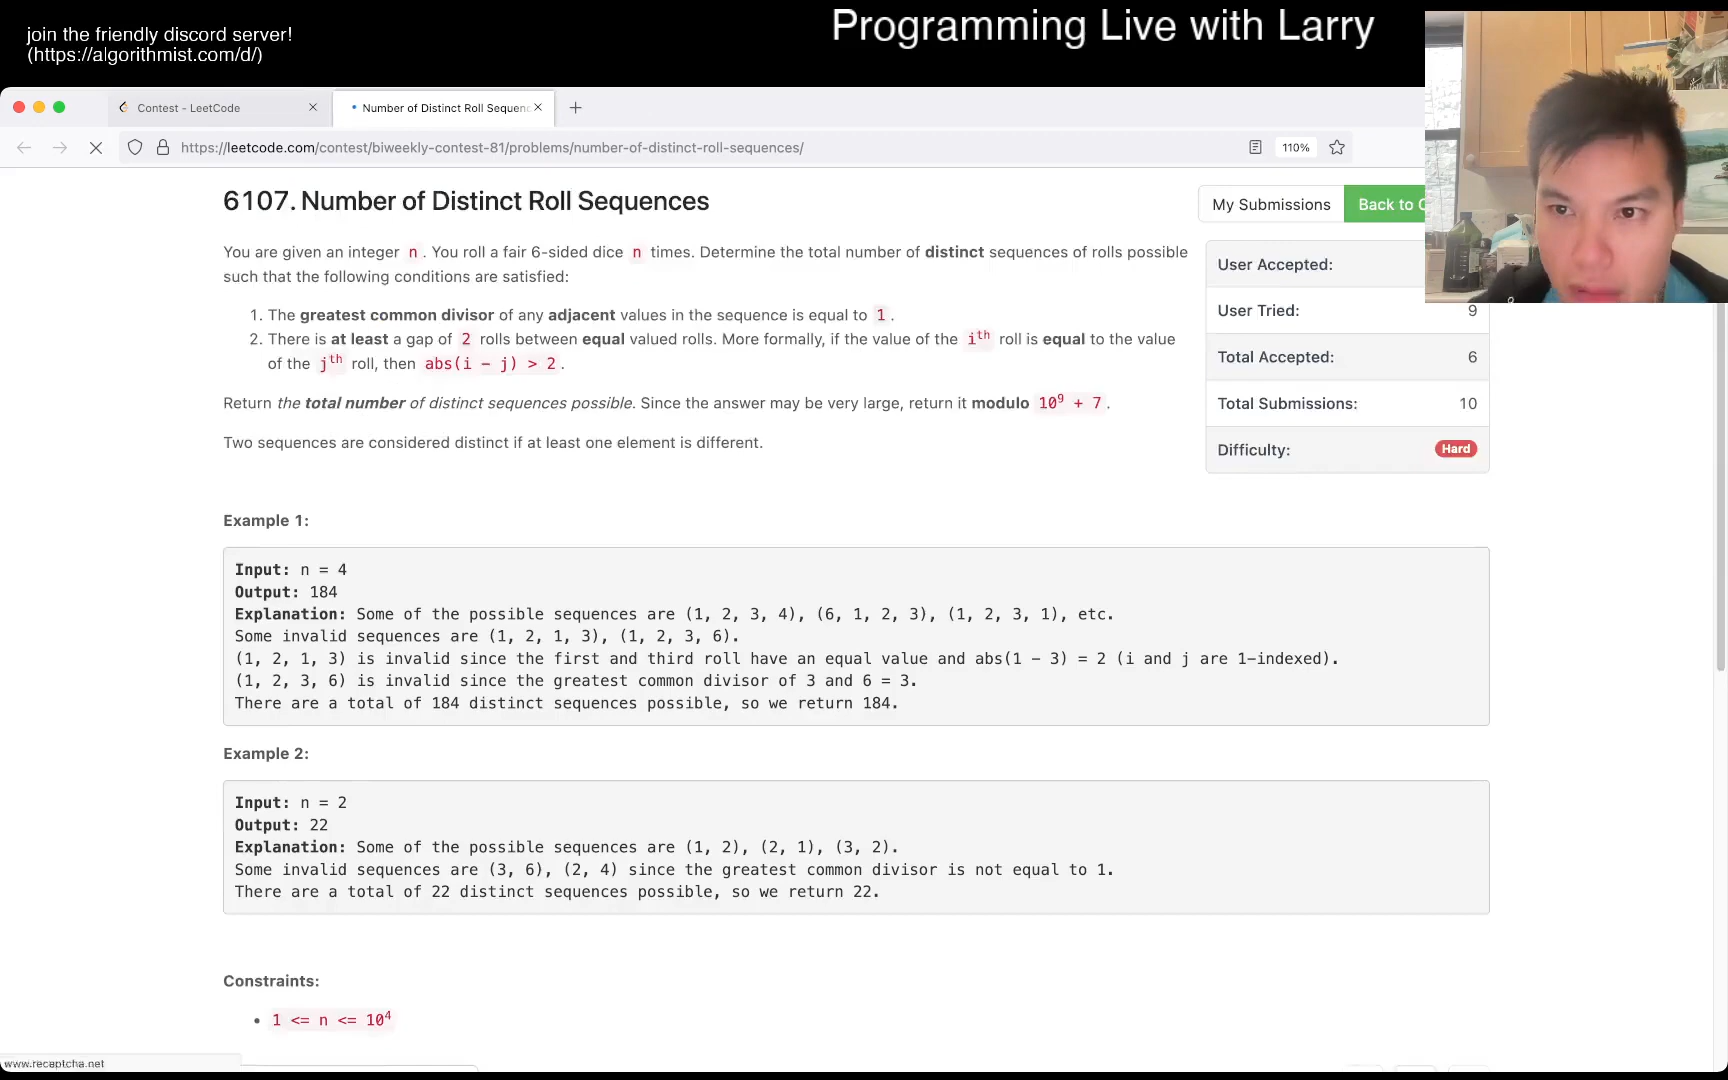 join the friendly discord server!
(https://algorithmist.com/d/)
Programming Live with Larry
Contest - LeetCode
Number of Distinct Roll Sequenc
https://leetcode.com/contest/biweekly-contest-81/problems/number-of-distinct-roll-sequences/
110%
6107. Number of Distinct Roll Sequences
My Submissions
Back to C
You are given an integer n. You roll a fair 6-sided dice n times. Determine the total number of distinct sequences of rolls possible
such that the following conditions are satisfied:
1. The greatest common divisor of any adjacent values in the sequence is equal to 1.
2. There is at least a gap of 2 rolls between equal valued rolls. More formally, if the value of the ith roll is equal to the value
of the jth roll, then abs(i - j) > 2.
Return the total number of distinct sequences possible. Since the answer may be very large, return it modulo 10⁹ + 7.
Two sequences are considered distinct if at least one element is different.
User Accepted:
User Tried: 9
Total Accepted: 6
Total Submissions: 10
Difficulty: Hard
Example 1:
Input: n = 4
Output: 184
Explanation: Some of the possible sequences are (1, 2, 3, 4), (6, 1, 2, 3), (1, 2, 3, 1), etc.
Some invalid sequences are (1, 2, 1, 3), (1, 2, 3, 6).
(1, 2, 1, 3) is invalid since the first and third roll have an equal value and abs(1 - 3) = 2 (i and j are 1-indexed).
(1, 2, 3, 6) is invalid since the greatest common divisor of 3 and 6 = 3.
There are a total of 184 distinct sequences possible, so we return 184.
Example 2:
Input: n = 2
Output: 22
Explanation: Some of the possible sequences are (1, 2), (2, 1), (3, 2).
Some invalid sequences are (3, 6), (2, 4) since the greatest common divisor is not equal to 1.
There are a total of 22 distinct sequences possible, so we return 22.
Constraints:
• 1 <= n <= 10⁴
www.recaptcha.net